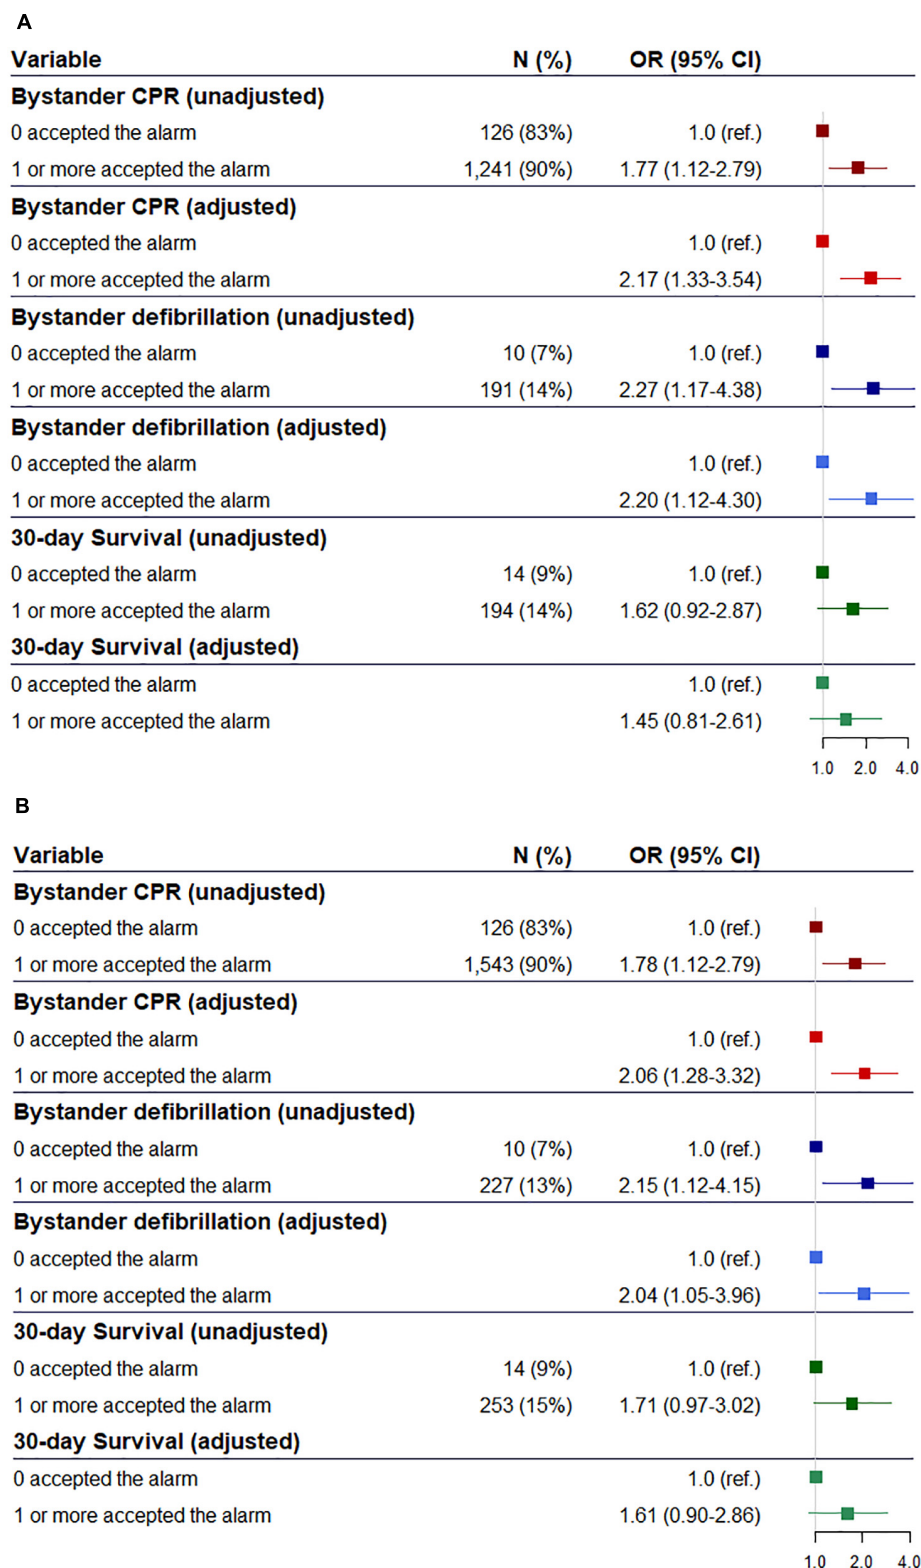 A
Variable N (%) OR (95% CI)
Bystander CPR (unadjusted)
0 accepted the alarm 126 (83%) 1.0 (ref.)
1 or more accepted the alarm 1,241 (90%) 1.77 (1.12-2.79)
Bystander CPR (adjusted)
0 accepted the alarm 1.0 (ref.)
1 or more accepted the alarm 2.17 (1.33-3.54)
Bystander defibrillation (unadjusted)
0 accepted the alarm 10 (7%) 1.0 (ref.)
1 or more accepted the alarm 191 (14%) 2.27 (1.17-4.38)
Bystander defibrillation (adjusted)
0 accepted the alarm 1.0 (ref.)
1 or more accepted the alarm 2.20 (1.12-4.30)
30-day Survival (unadjusted)
0 accepted the alarm 14 (9%) 1.0 (ref.)
1 or more accepted the alarm 194 (14%) 1.62 (0.92-2.87)
30-day Survival (adjusted)
0 accepted the alarm 1.0 (ref.)
1 or more accepted the alarm 1.45 (0.81-2.61)
1.0 2.0 4.0
B
Variable N (%) OR (95% CI)
Bystander CPR (unadjusted)
0 accepted the alarm 126 (83%) 1.0 (ref.)
1 or more accepted the alarm 1,543 (90%) 1.78 (1.12-2.79)
Bystander CPR (adjusted)
0 accepted the alarm 1.0 (ref.)
1 or more accepted the alarm 2.06 (1.28-3.32)
Bystander defibrillation (unadjusted)
0 accepted the alarm 10 (7%) 1.0 (ref.)
1 or more accepted the alarm 227 (13%) 2.15 (1.12-4.15)
Bystander defibrillation (adjusted)
0 accepted the alarm 1.0 (ref.)
1 or more accepted the alarm 2.04 (1.05-3.96)
30-day Survival (unadjusted)
0 accepted the alarm 14 (9%) 1.0 (ref.)
1 or more accepted the alarm 253 (15%) 1.71 (0.97-3.02)
30-day Survival (adjusted)
0 accepted the alarm 1.0 (ref.)
1 or more accepted the alarm 1.61 (0.90-2.86)
1.0 2.0 4.0